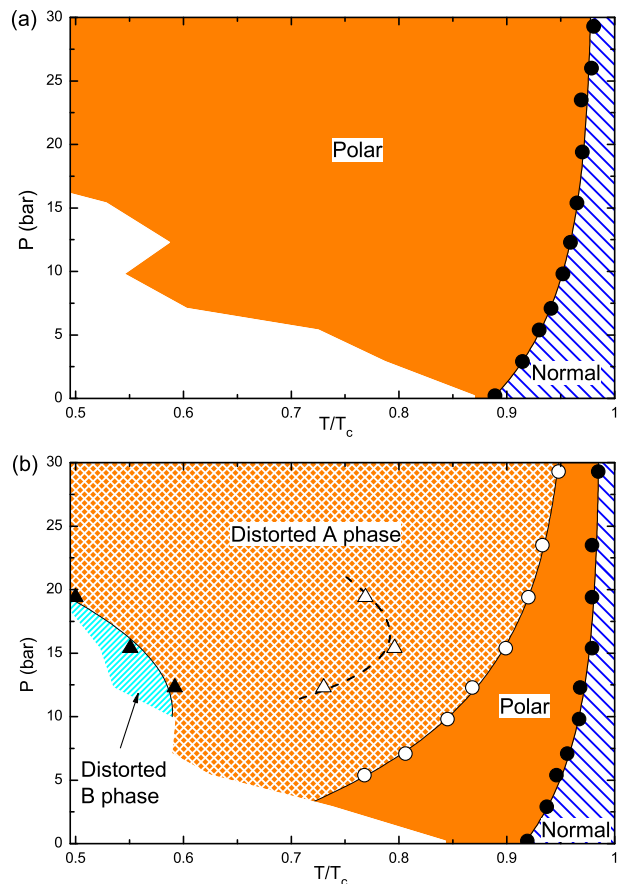 (a)
30
25
20
15
10
5
0
P (bar)
Polar
Normal
0.5
0.6
0.7
0.8
0.9
1
T/Tc
(b)
30
25
20
15
10
5
0
P (bar)
Distorted A phase
Polar
Distorted
B phase
Normal
0.5
0.6
0.7
0.8
0.9
1
T/Tc